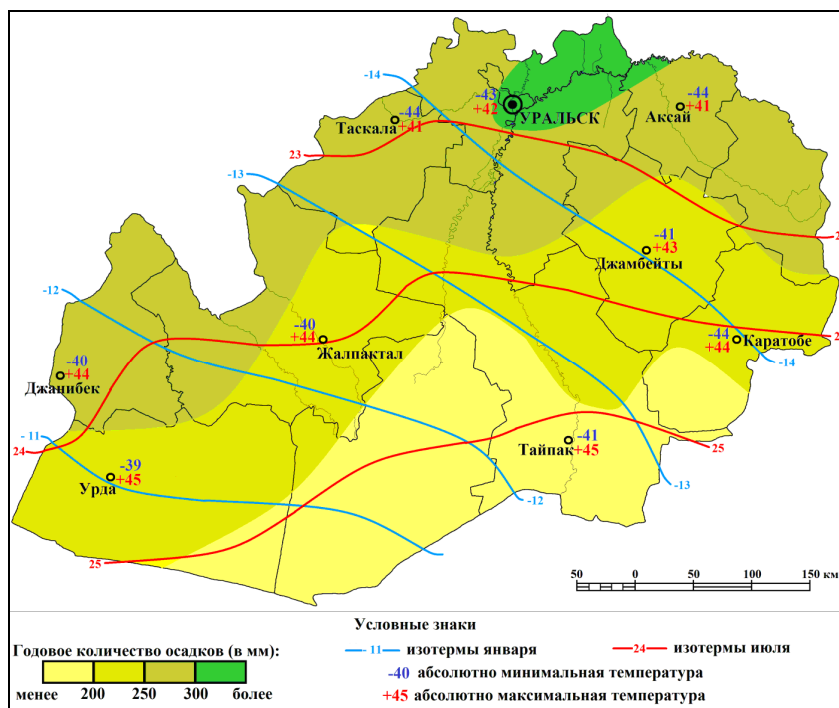 -14
-43
+42
УРАЛЬСК
-44
+41
Таскала
-44
+41
Аксай
23
-13
2
-41
+43
Джамбейты
-12
-40
+44
Жалпактал
-44
+44
Каратобе
2
-14
-40
+44
Джанибек
- 11
24
-41
+45
Тайпак
25
-39
+45
Урда
-13
-12
25
50 0 50 100 150 км
Условные знаки
Годовое количество осадков (в мм):
менее 200 250 300 более
- 11 изотермы января
24 изотермы июля
-40 абсолютно минимальная температура
+45 абсолютно максимальная температура